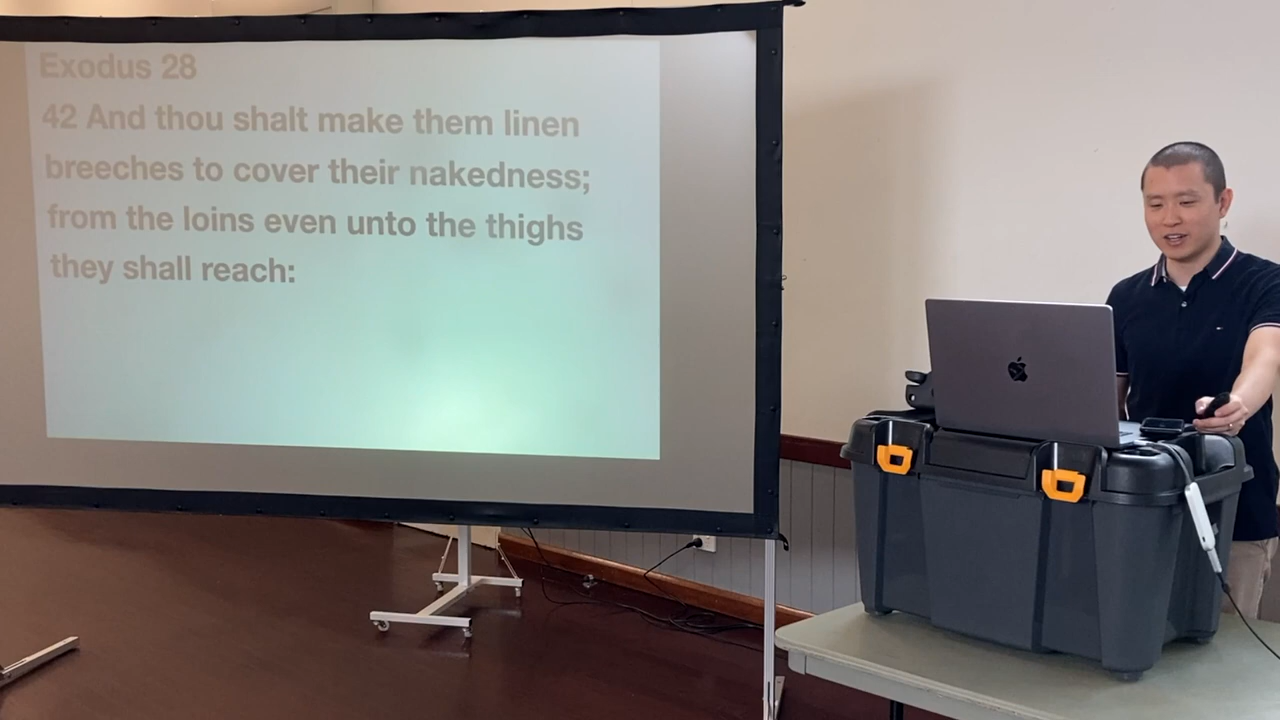 Exodus 28
42 And thou shalt make them linen
breeches to cover their nakedness;
from the loins even unto the thighs
they shall reach: